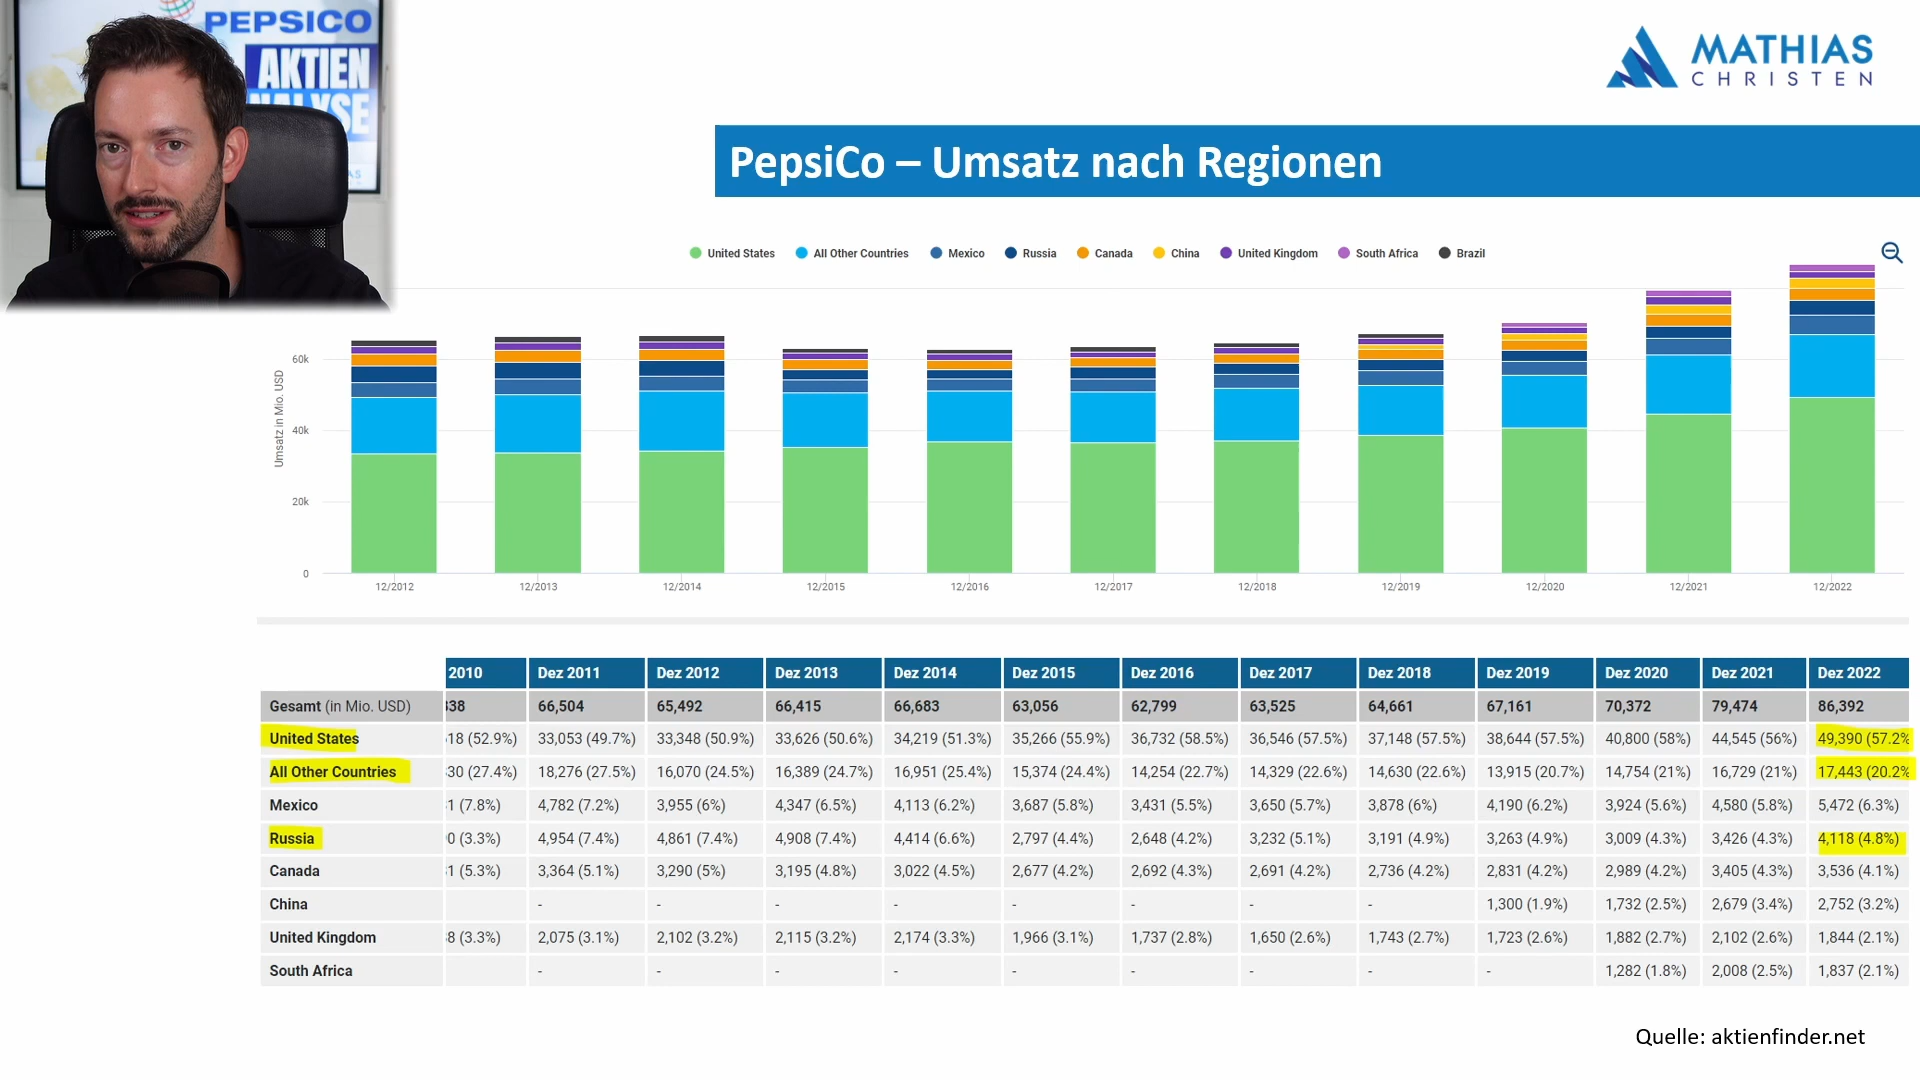 PEPSICO
AKTIEN
MATHIAS
CHRISTEN
PepsiCo – Umsatz nach Regionen
United States All Other Countries Mexico Russia Canada China United Kingdom South Africa Brazil
Umsatz in Mio. USD
60k
40k
20k
0
12/2012 12/2013 12/2014 12/2015 12/2016 12/2017 12/2018 12/2019 12/2020 12/2021 12/2022
2010 Dez 2011 Dez 2012 Dez 2013 Dez 2014 Dez 2015 Dez 2016 Dez 2017 Dez 2018 Dez 2019 Dez 2020 Dez 2021 Dez 2022
Gesamt (in Mio. USD) 38 66,504 65,492 66,415 66,683 63,056 62,799 63,525 64,661 67,161 70,372 79,474 86,392
United States 18 (52.9%) 33,053 (49.7%) 33,348 (50.9%) 33,626 (50.6%) 34,219 (51.3%) 35,266 (55.9%) 36,732 (58.5%) 36,546 (57.5%) 37,148 (57.5%) 38,644 (57.5%) 40,800 (58%) 44,545 (56%) 49,390 (57.2%
All Other Countries 30 (27.4%) 18,276 (27.5%) 16,070 (24.5%) 16,389 (24.7%) 16,951 (25.4%) 15,374 (24.4%) 14,254 (22.7%) 14,329 (22.6%) 14,630 (22.6%) 13,915 (20.7%) 14,754 (21%) 16,729 (21%) 17,443 (20.2%
Mexico 1 (7.8%) 4,782 (7.2%) 3,955 (6%) 4,347 (6.5%) 4,113 (6.2%) 3,687 (5.8%) 3,431 (5.5%) 3,650 (5.7%) 3,878 (6%) 4,190 (6.2%) 3,924 (5.6%) 4,580 (5.8%) 5,472 (6.3%)
Russia 0 (3.3%) 4,954 (7.4%) 4,861 (7.4%) 4,908 (7.4%) 4,414 (6.6%) 2,797 (4.4%) 2,648 (4.2%) 3,232 (5.1%) 3,191 (4.9%) 3,263 (4.9%) 3,009 (4.3%) 3,426 (4.3%) 4,118 (4.8%)
Canada 1 (5.3%) 3,364 (5.1%) 3,290 (5%) 3,195 (4.8%) 3,022 (4.5%) 2,677 (4.2%) 2,692 (4.3%) 2,691 (4.2%) 2,736 (4.2%) 2,831 (4.2%) 2,989 (4.2%) 3,405 (4.3%) 3,536 (4.1%)
China - - - - - - - - 1,300 (1.9%) 1,732 (2.5%) 2,679 (3.4%) 2,752 (3.2%)
United Kingdom 8 (3.3%) 2,075 (3.1%) 2,102 (3.2%) 2,115 (3.2%) 2,174 (3.3%) 1,966 (3.1%) 1,737 (2.8%) 1,650 (2.6%) 1,743 (2.7%) 1,723 (2.6%) 1,882 (2.7%) 2,102 (2.6%) 1,844 (2.1%)
South Africa - - - - - - - - - 1,282 (1.8%) 2,008 (2.5%) 1,837 (2.1%)
Quelle: aktienfinder.net